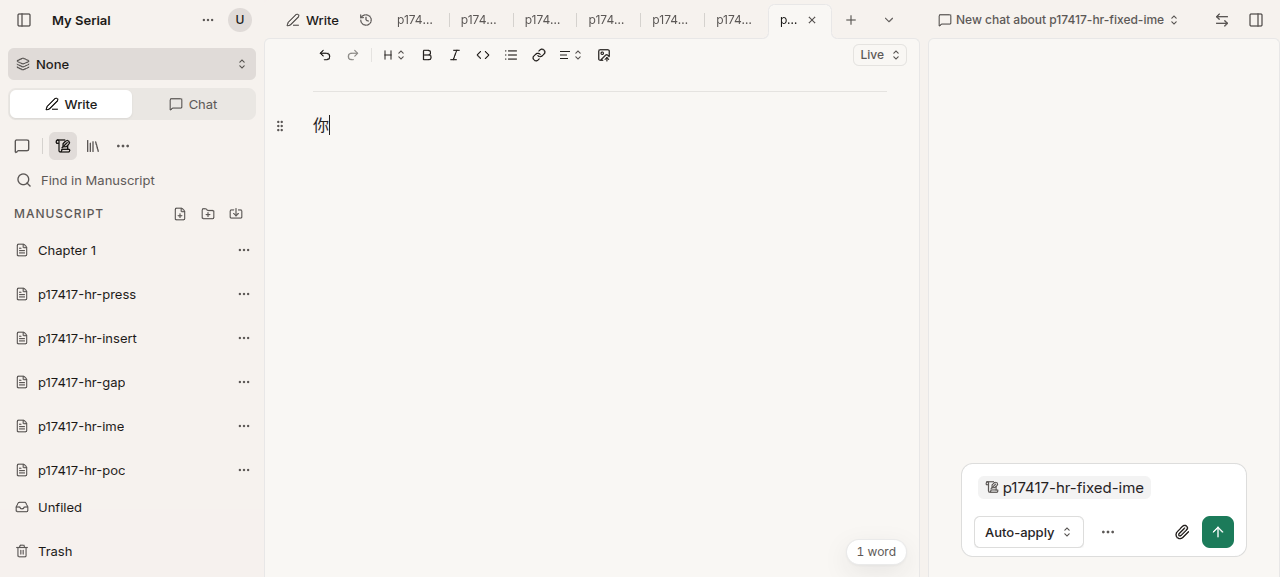 My Serial
U
None
Write
Chat
Find in Manuscript
MANUSCRIPT
Chapter 1
p17417-hr-press
p17417-hr-insert
p17417-hr-gap
p17417-hr-ime
p17417-hr-poc
Unfiled
Trash
Write
p174...
p174...
p174...
p174...
p174...
p174...
p...
H
B
I
Live
你
1 word
New chat about p17417-hr-fixed-ime
p17417-hr-fixed-ime
Auto-apply